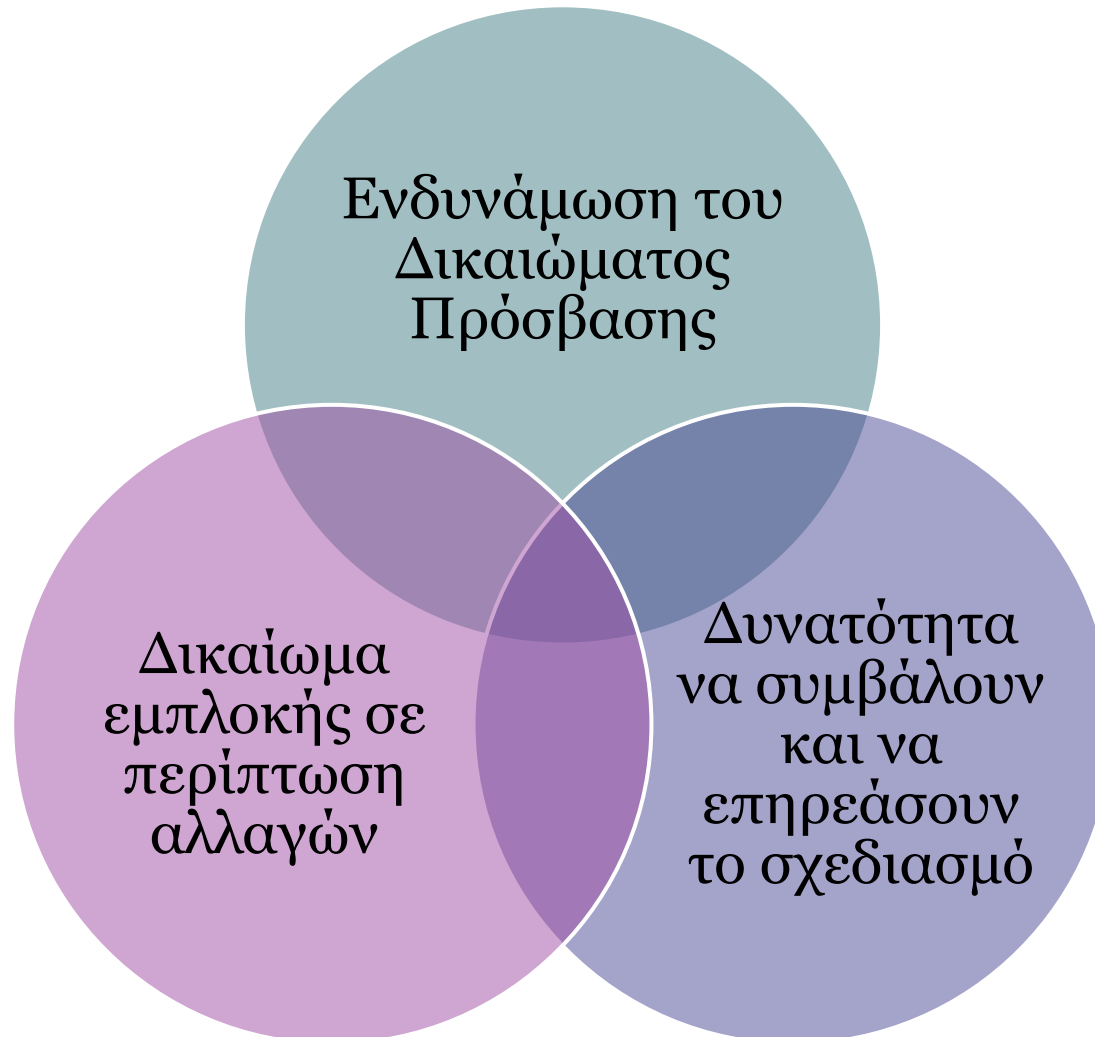 Ενδυνάμωση του
Δικαιώματος
Πρόσβασης
Δικαίωμα
εμπλοκής σε
περίπτωση
αλλαγών
Δυνατότητα
να συμβάλουν
και να
επηρεάσουν
το σχεδιασμό